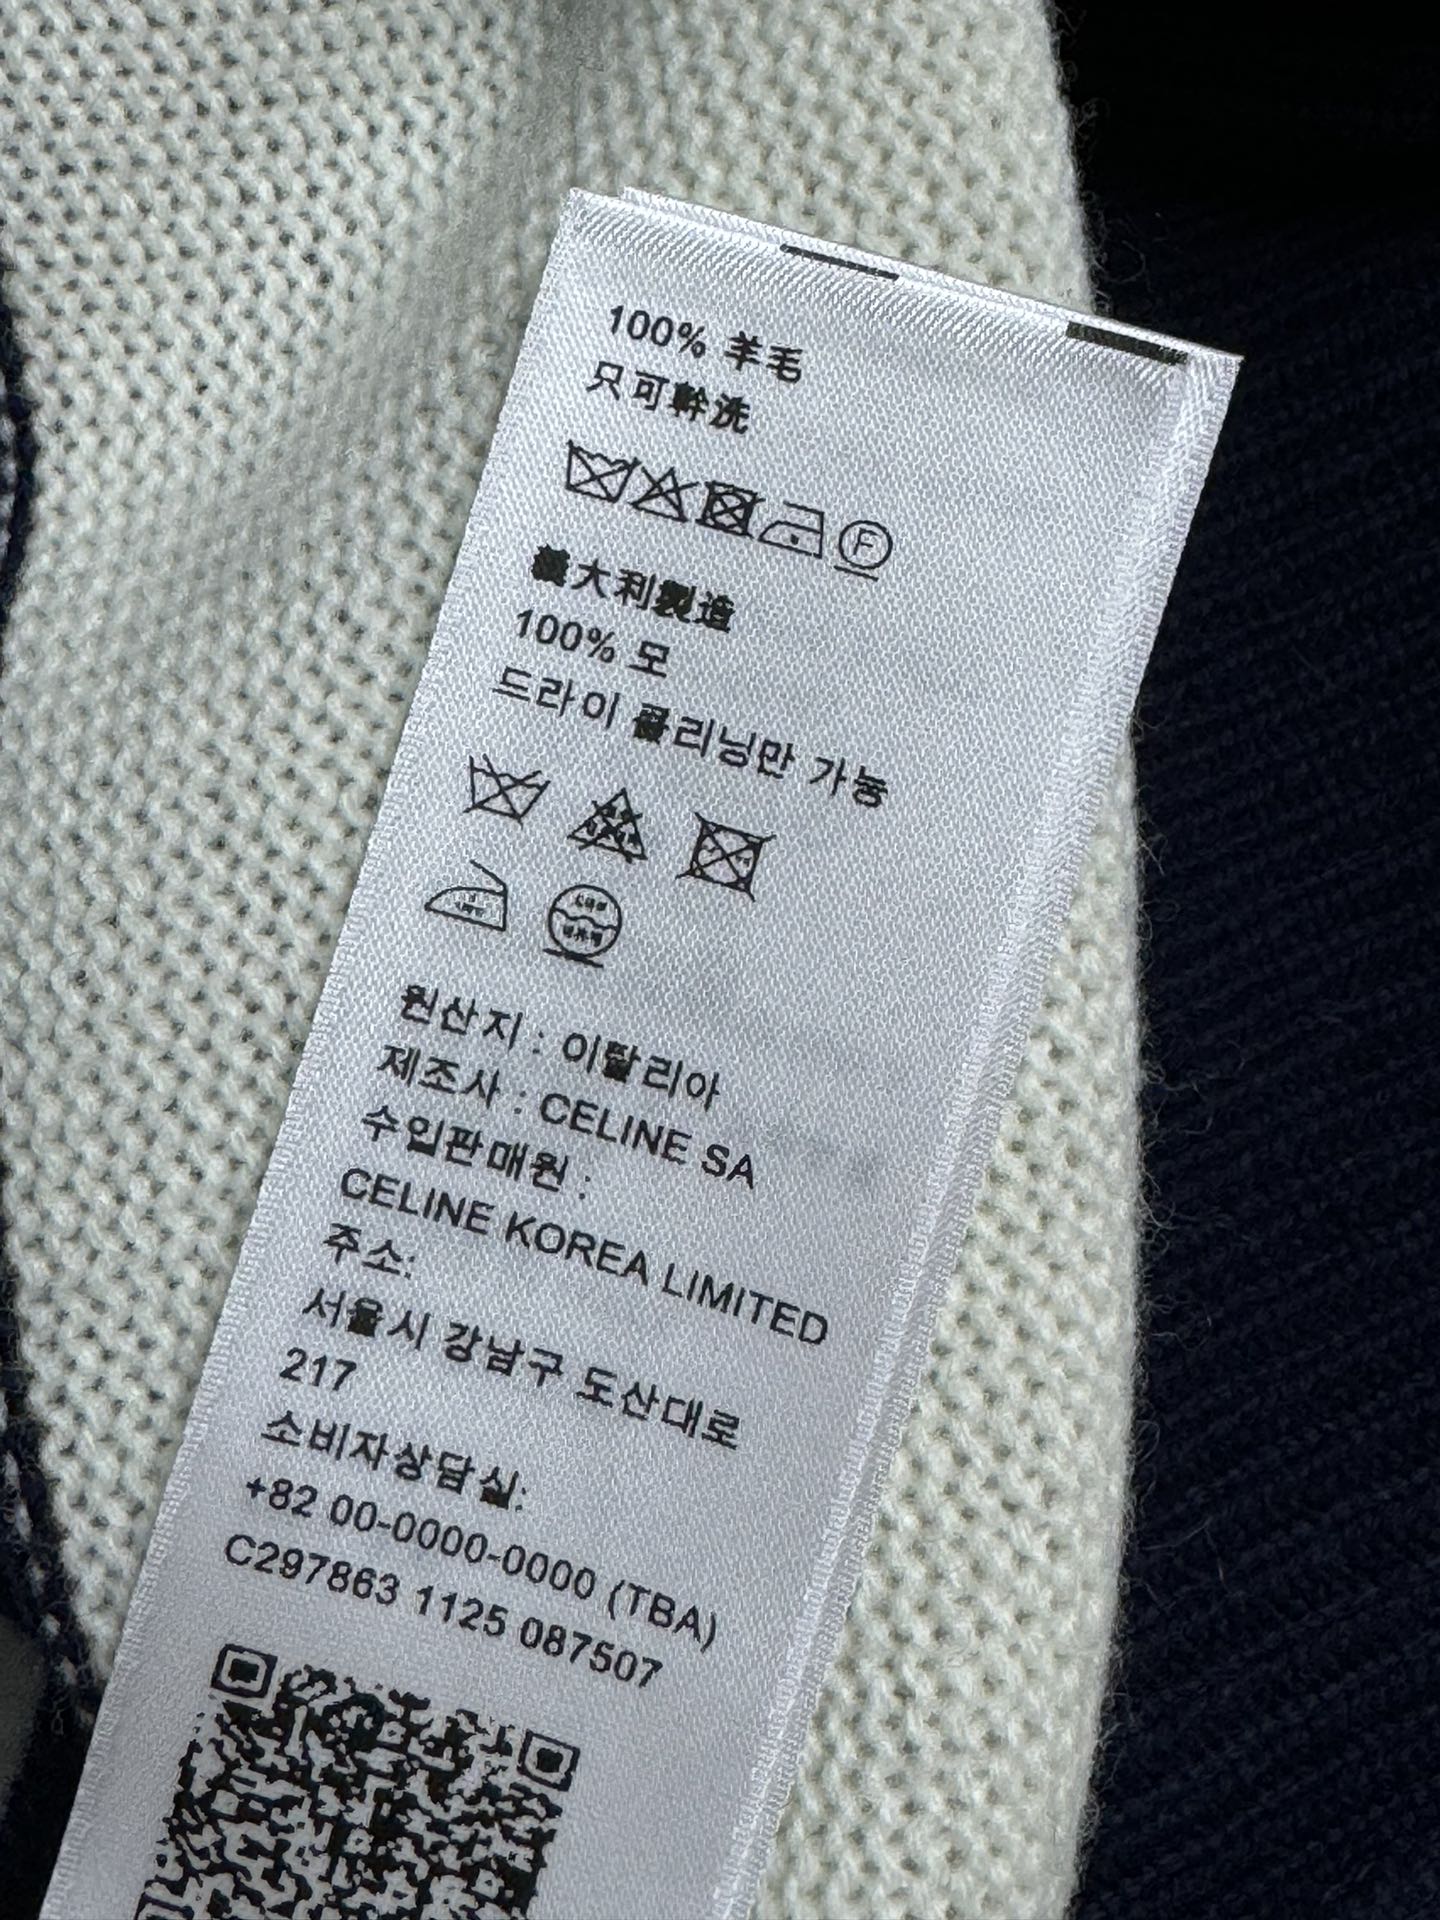 100% 羊毛
只可幹洗
F
義大利製造
100% 모
드라이 클리닝만 가능
원산지 : 이탈리아
제조사 : CELINE SA
수입판매원 :
CELINE KOREA LIMITED
주소:
서울시 강남구 도산대로
217
소비자상담실:
+82 00-0000-0000 (TBA)
C297863 1125 087507